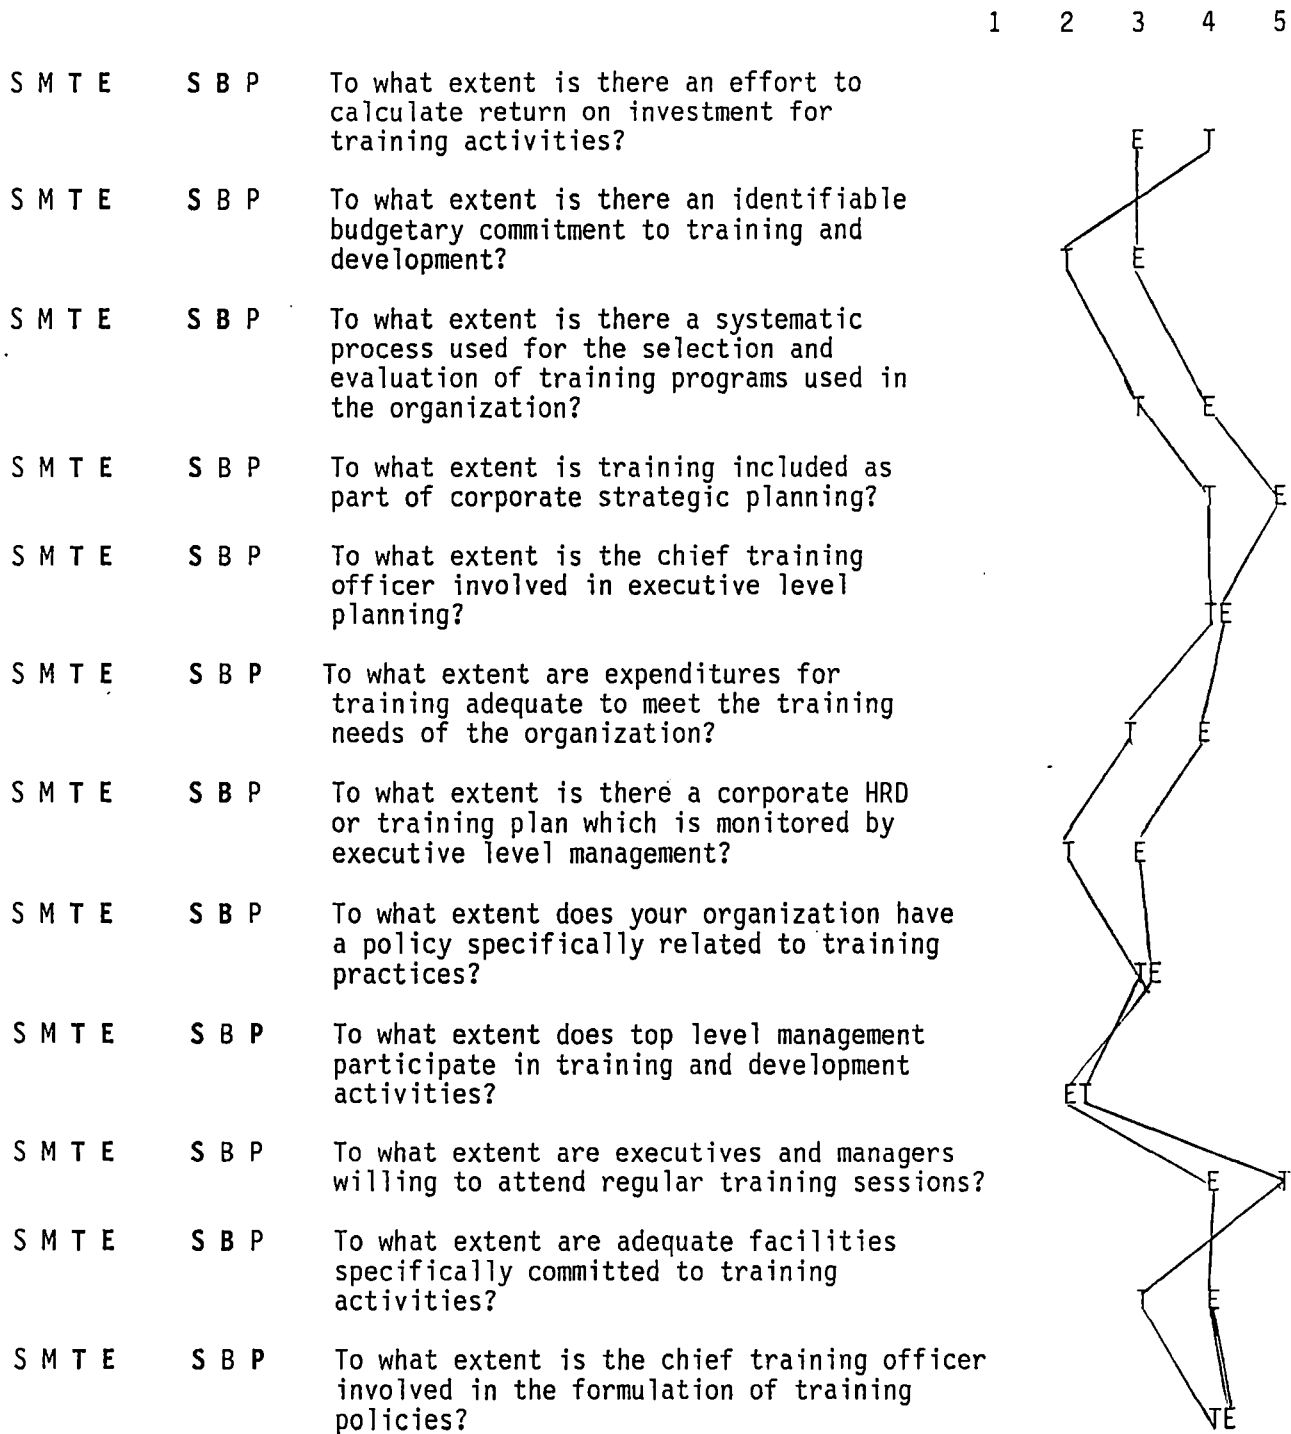 1 2 3 4 5
S M T E S B P To what extent is there an effort to
calculate return on investment for
training activities? E T
S M T E S B P To what extent is there an identifiable
budgetary commitment to training and
development? T E
S M T E S B P To what extent is there a systematic
process used for the selection and
evaluation of training programs used in
the organization? T E
S M T E S B P To what extent is training included as
part of corporate strategic planning? T E
S M T E S B P To what extent is the chief training
officer involved in executive level
planning? TE
S M T E S B P To what extent are expenditures for
training adequate to meet the training
needs of the organization? T E
S M T E S B P To what extent is there a corporate HRD
or training plan which is monitored by
executive level management? T E
S M T E S B P To what extent does your organization have
a policy specifically related to training
practices? TE
S M T E S B P To what extent does top level management
participate in training and development
activities? ET
S M T E S B P To what extent are executives and managers
willing to attend regular training sessions? E T
S M T E S B P To what extent are adequate facilities
specifically committed to training
activities? T E
S M T E S B P To what extent is the chief training officer
involved in the formulation of training
policies? TE